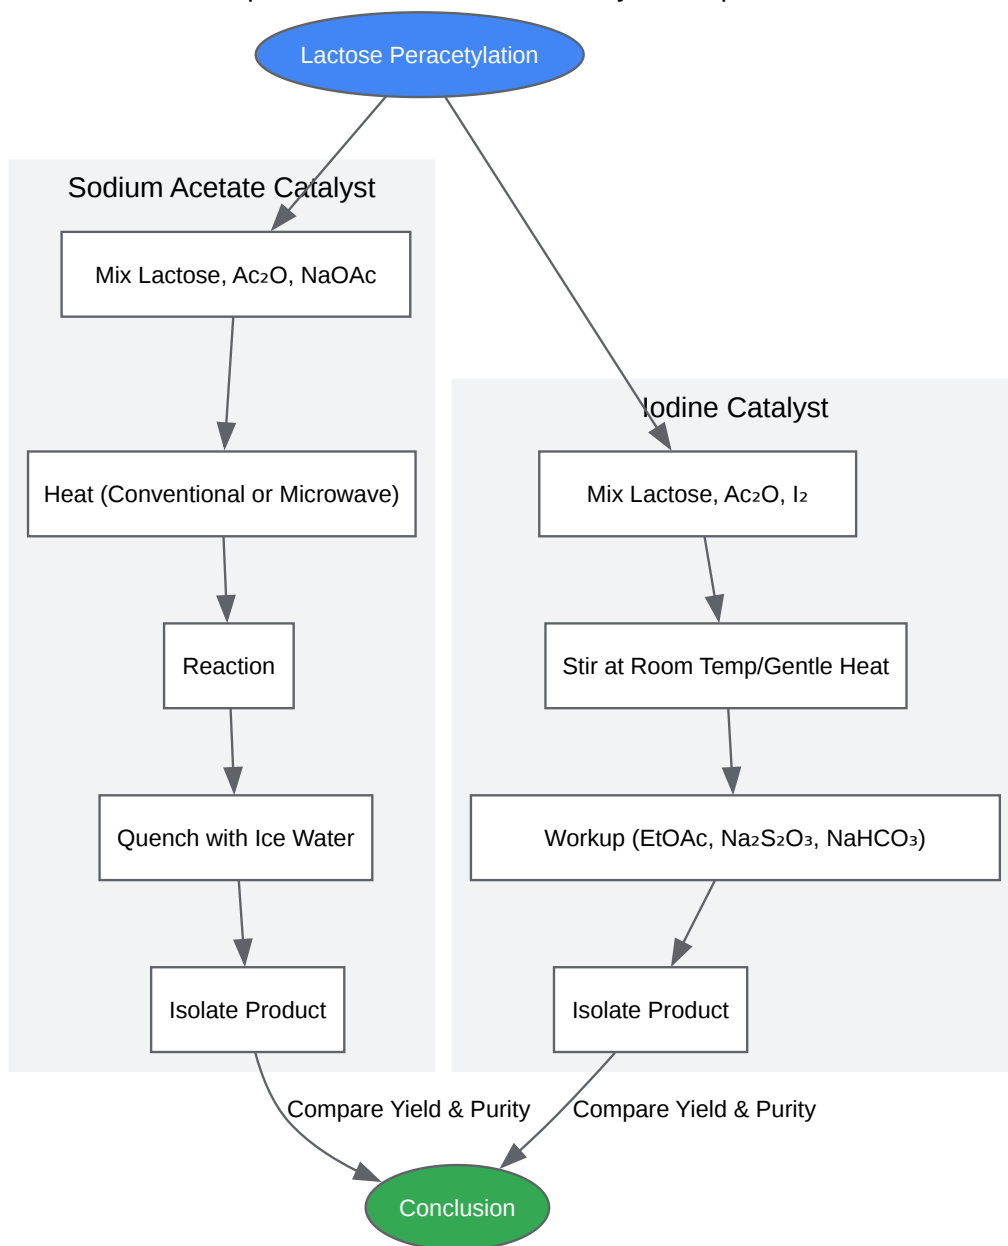 Lactose Peracetylation
Sodium Acetate Catalyst
Mix Lactose, Ac₂O, NaOAc
Heat (Conventional or Microwave)
Reaction
Quench with Ice Water
Isolate Product
Iodine Catalyst
Mix Lactose, Ac₂O, I₂
Stir at Room Temp/Gentle Heat
Workup (EtOAc, Na₂S₂O₃, NaHCO₃)
Isolate Product
Compare Yield & Purity
Compare Yield & Purity
Conclusion